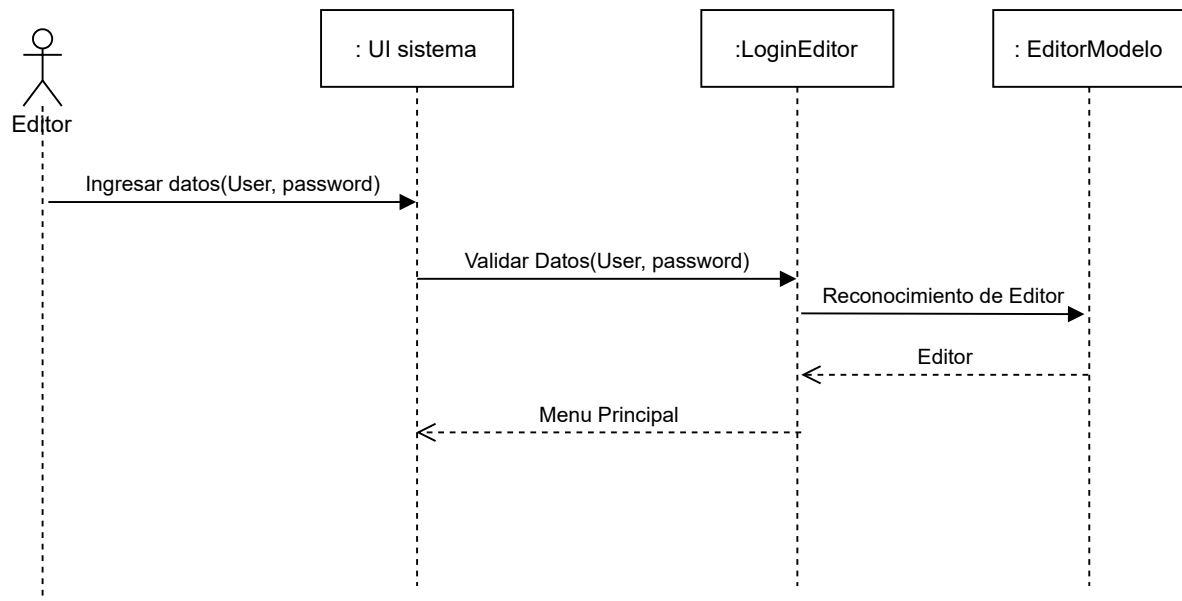 : UI sistema
:LoginEditor
: EditorModelo
Editor
Ingresar datos(User, password)
Validar Datos(User, password)
Reconocimiento de Editor
Editor
Menu Principal